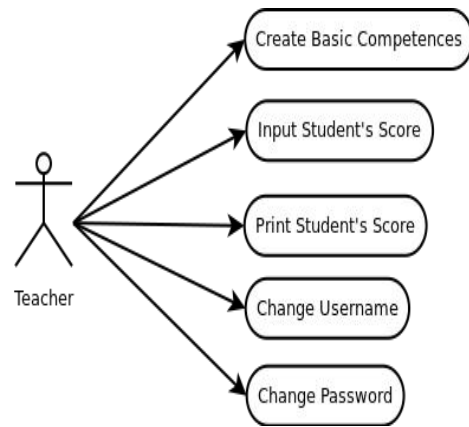 Create Basic Competences
Input Student's Score
Print Student's Score
Teacher
Change Username
Change Password